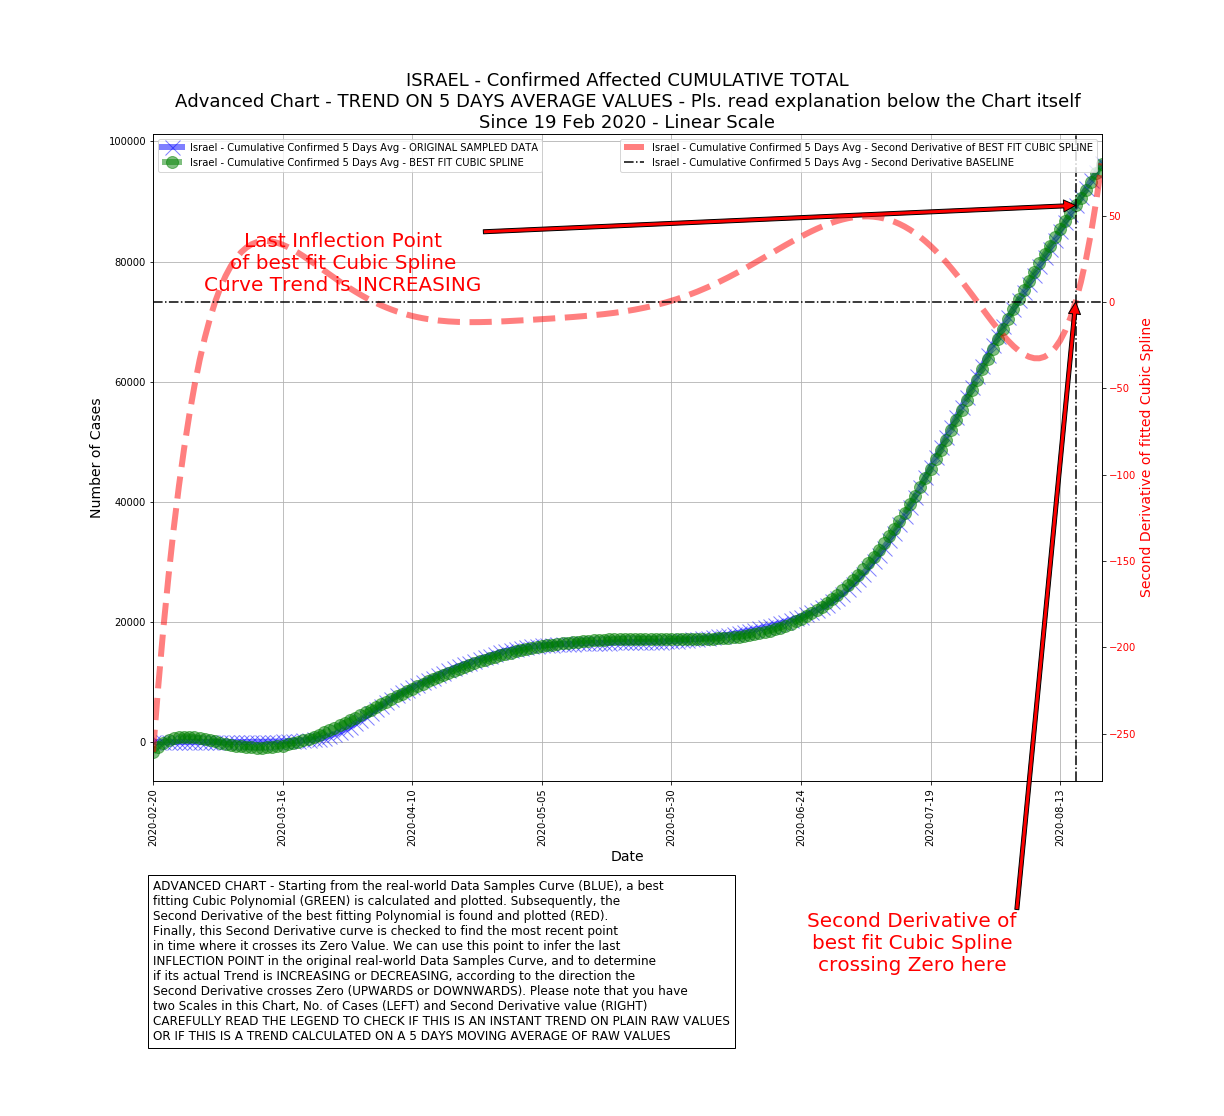 ISRAEL - Confirmed Affected CUMULATIVE TOTAL
Advanced Chart - TREND ON 5 DAYS AVERAGE VALUES - Pls. read explanation below the Chart itself
Since 19 Feb 2020 - Linear Scale
Israel - Cumulative Confirmed 5 Days Avg - ORIGINAL SAMPLED DATA
Israel - Cumulative Confirmed 5 Days Avg - BEST FIT CUBIC SPLINE
Israel - Cumulative Confirmed 5 Days Avg - Second Derivative of BEST FIT CUBIC SPLINE
Israel - Cumulative Confirmed 5 Days Avg - Second Derivative BASELINE
Last Inflection Point
of best fit Cubic Spline
Curve Trend is INCREASING
Number of Cases
100000
80000
60000
40000
20000
0
50
0
−50
−100
−150
−200
−250
Second Derivative of fitted Cubic Spline
2020-02-20
2020-03-16
2020-04-10
2020-05-05
2020-05-30
2020-06-24
2020-07-19
2020-08-13
Date
ADVANCED CHART - Starting from the real-world Data Samples Curve (BLUE), a best
fitting Cubic Polynomial (GREEN) is calculated and plotted. Subsequently, the
Second Derivative of the best fitting Polynomial is found and plotted (RED).
Finally, this Second Derivative curve is checked to find the most recent point
in time where it crosses its Zero Value. We can use this point to infer the last
INFLECTION POINT in the original real-world Data Samples Curve, and to determine
if its actual Trend is INCREASING or DECREASING, according to the direction the
Second Derivative crosses Zero (UPWARDS or DOWNWARDS). Please note that you have
two Scales in this Chart, No. of Cases (LEFT) and Second Derivative value (RIGHT)
CAREFULLY READ THE LEGEND TO CHECK IF THIS IS AN INSTANT TREND ON PLAIN RAW VALUES
OR IF THIS IS A TREND CALCULATED ON A 5 DAYS MOVING AVERAGE OF RAW VALUES
Second Derivative of
best fit Cubic Spline
crossing Zero here